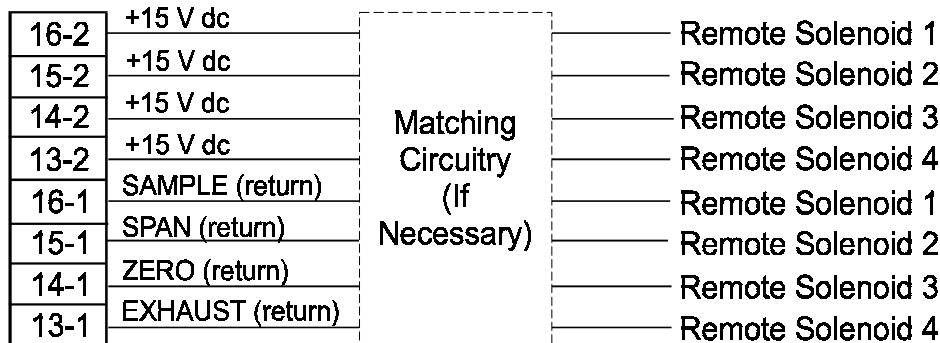 16-2 +15 V dc Remote Solenoid 1
15-2 +15 V dc Remote Solenoid 2
14-2 +15 V dc Remote Solenoid 3
13-2 +15 V dc Remote Solenoid 4
16-1 SAMPLE (return) Remote Solenoid 1
15-1 SPAN (return) Remote Solenoid 2
14-1 ZERO (return) Remote Solenoid 3
13-1 EXHAUST (return) Remote Solenoid 4
Matching
Circuitry
(If
Necessary)